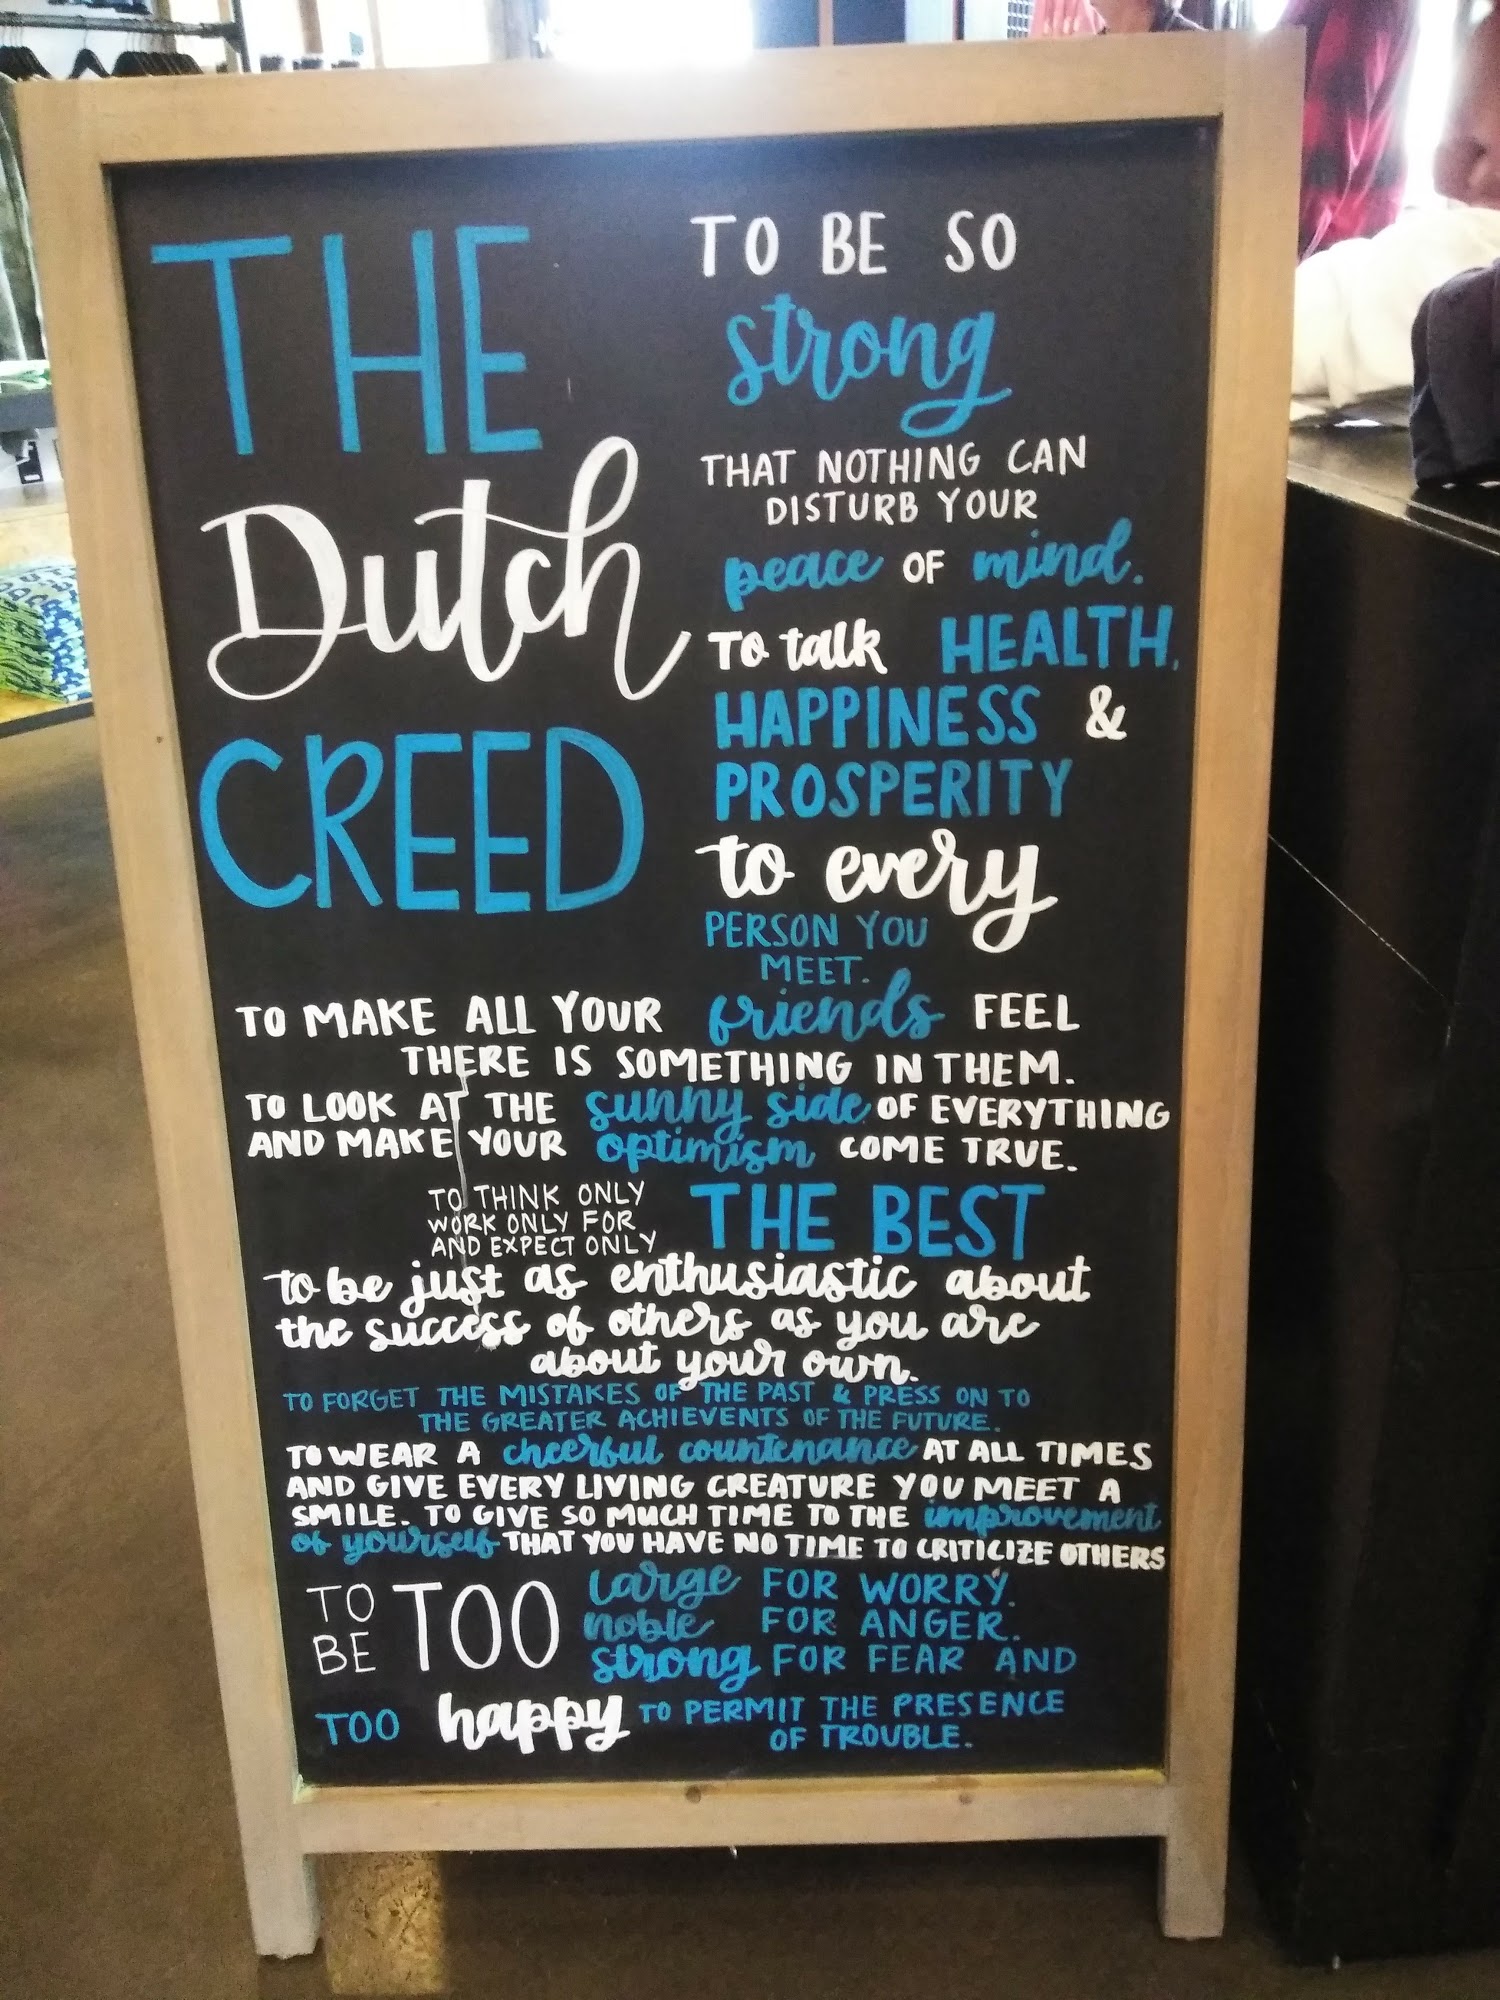 THE
Dutch
CREED
TO BE SO
strong
THAT NOTHING CAN
DISTURB YOUR
peace OF mind.
To talk HEALTH,
HAPPINESS &
PROSPERITY
to every
PERSON YOU
MEET.
TO MAKE ALL YOUR friends FEEL
THERE IS SOMETHING IN THEM.
TO LOOK AT THE sunny side OF EVERYTHING
AND MAKE YOUR optimism COME TRUE.
TO THINK ONLY
WORK ONLY FOR
AND EXPECT ONLY
THE BEST
to be just as enthusiastic about
the success of others as you are
about your own.
TO FORGET THE MISTAKES OF THE PAST & PRESS ON TO
THE GREATER ACHIEVENTS OF THE FUTURE.
TO WEAR A cheerful countenance AT ALL TIMES
AND GIVE EVERY LIVING CREATURE YOU MEET A
SMILE. TO GIVE SO MUCH TIME TO THE improvement
of yourself THAT YOU HAVE NO TIME TO CRITICIZE OTHERS
TO BE TOO
large FOR WORRY.
noble FOR ANGER.
strong FOR FEAR AND
TOO happy TO PERMIT THE PRESENCE
OF TROUBLE.